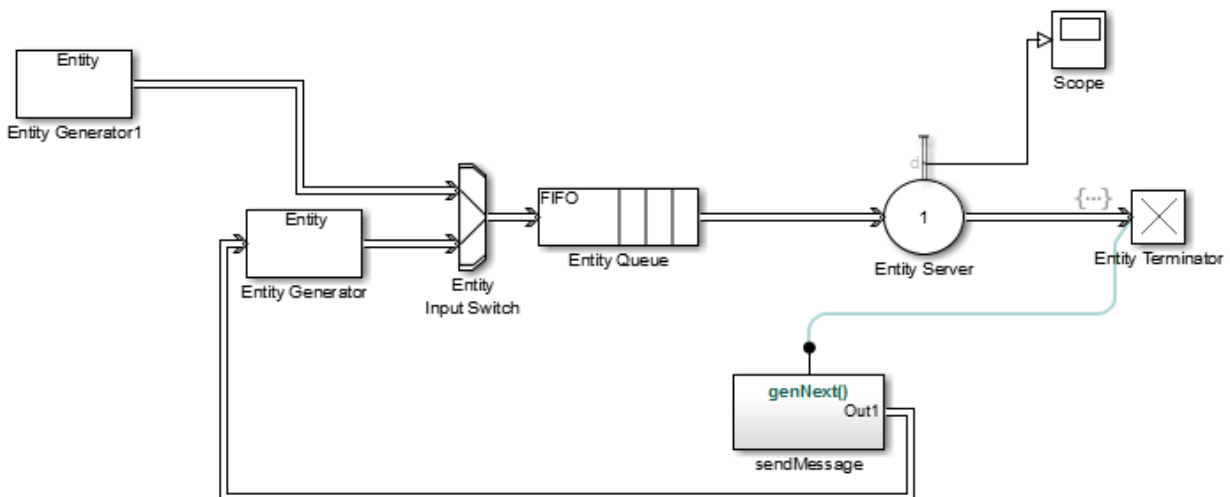 Entity
Entity Generator1
Scope
d
FIFO
1
{...}
Entity
Entity Queue
Entity Server
Entity Terminator
Entity Generator
Entity
Input Switch
genNext()
Out1
sendMessage